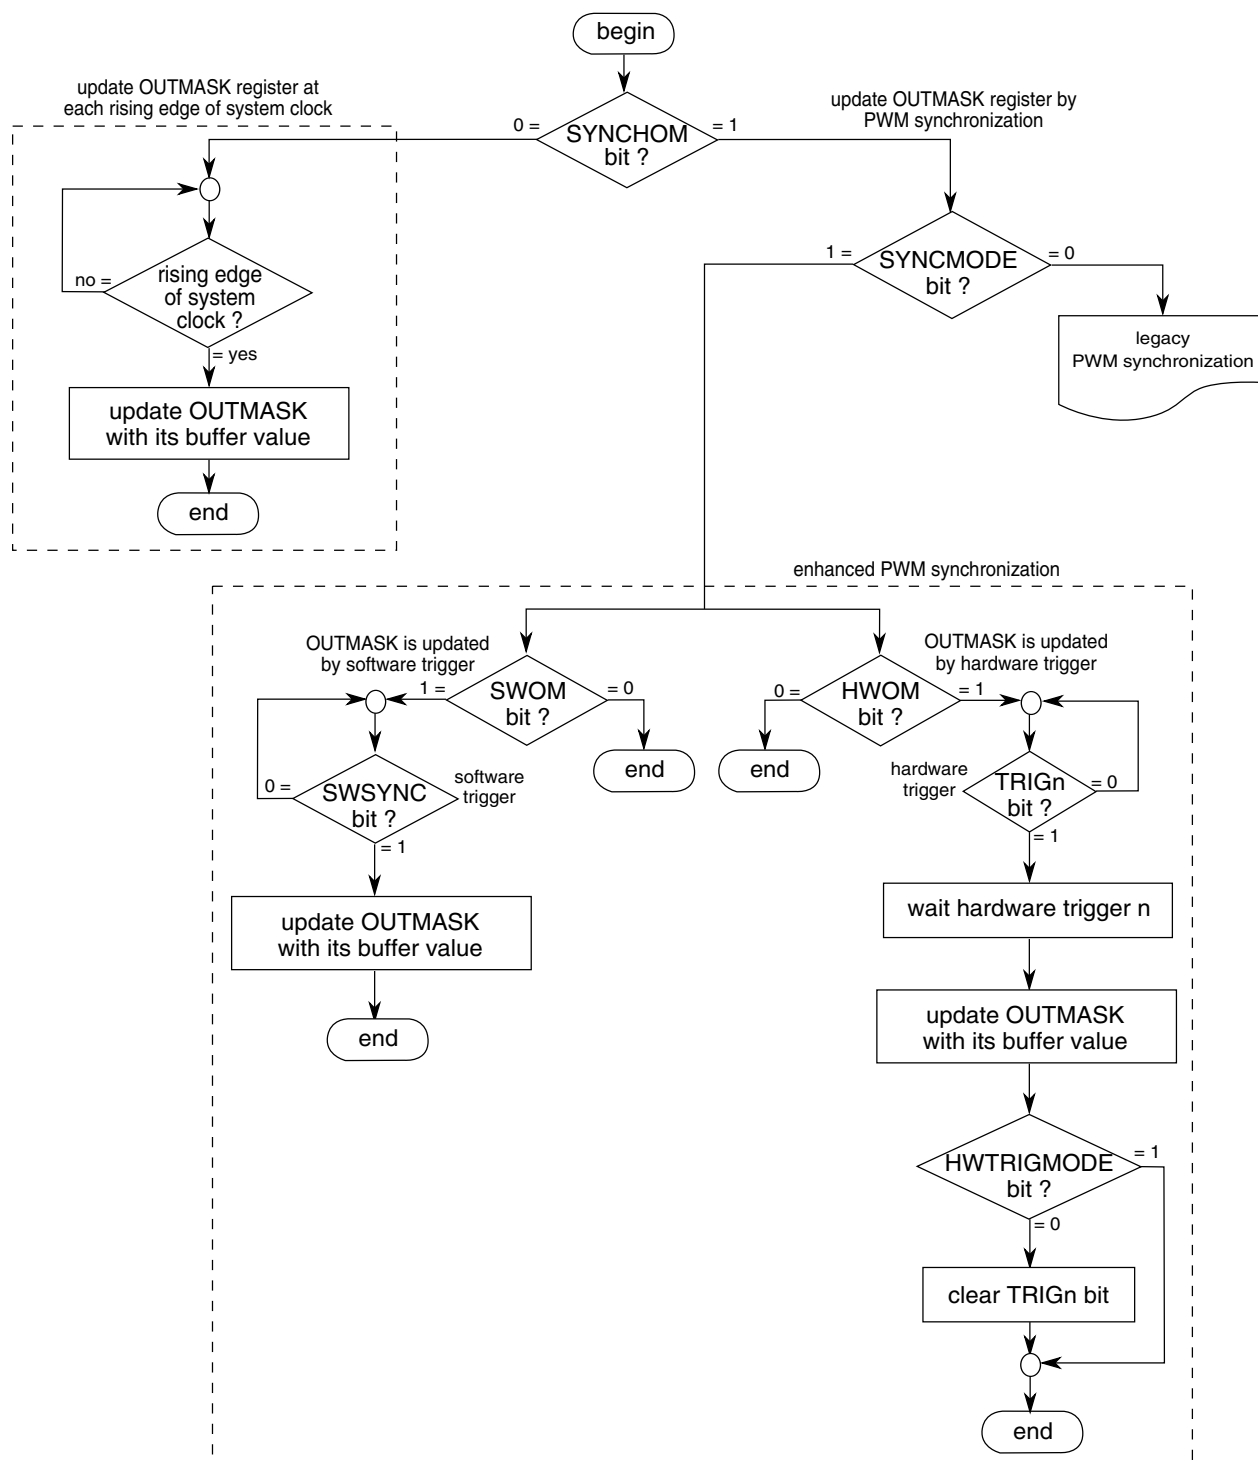 begin
update OUTMASK register at
each rising edge of system clock
update OUTMASK register by
PWM synchronization
0 =
SYNCHOM
bit ?
= 1
1 =
SYNCMODE
bit ?
= 0
no =
rising edge
of system
clock ?
= yes
legacy
PWM synchronization
update OUTMASK
with its buffer value
end
enhanced PWM synchronization
OUTMASK is updated
by software trigger
OUTMASK is updated
by hardware trigger
1 =
SWOM
bit ?
= 0
0 =
HWOM
bit ?
= 1
end
end
0 =
SWSYNC
bit ?
software
trigger
= 1
hardware
trigger
TRIGn
bit ?
= 0
= 1
update OUTMASK
with its buffer value
end
wait hardware trigger n
update OUTMASK
with its buffer value
HWTRIGMODE
bit ?
= 1
= 0
clear TRIGn bit
end